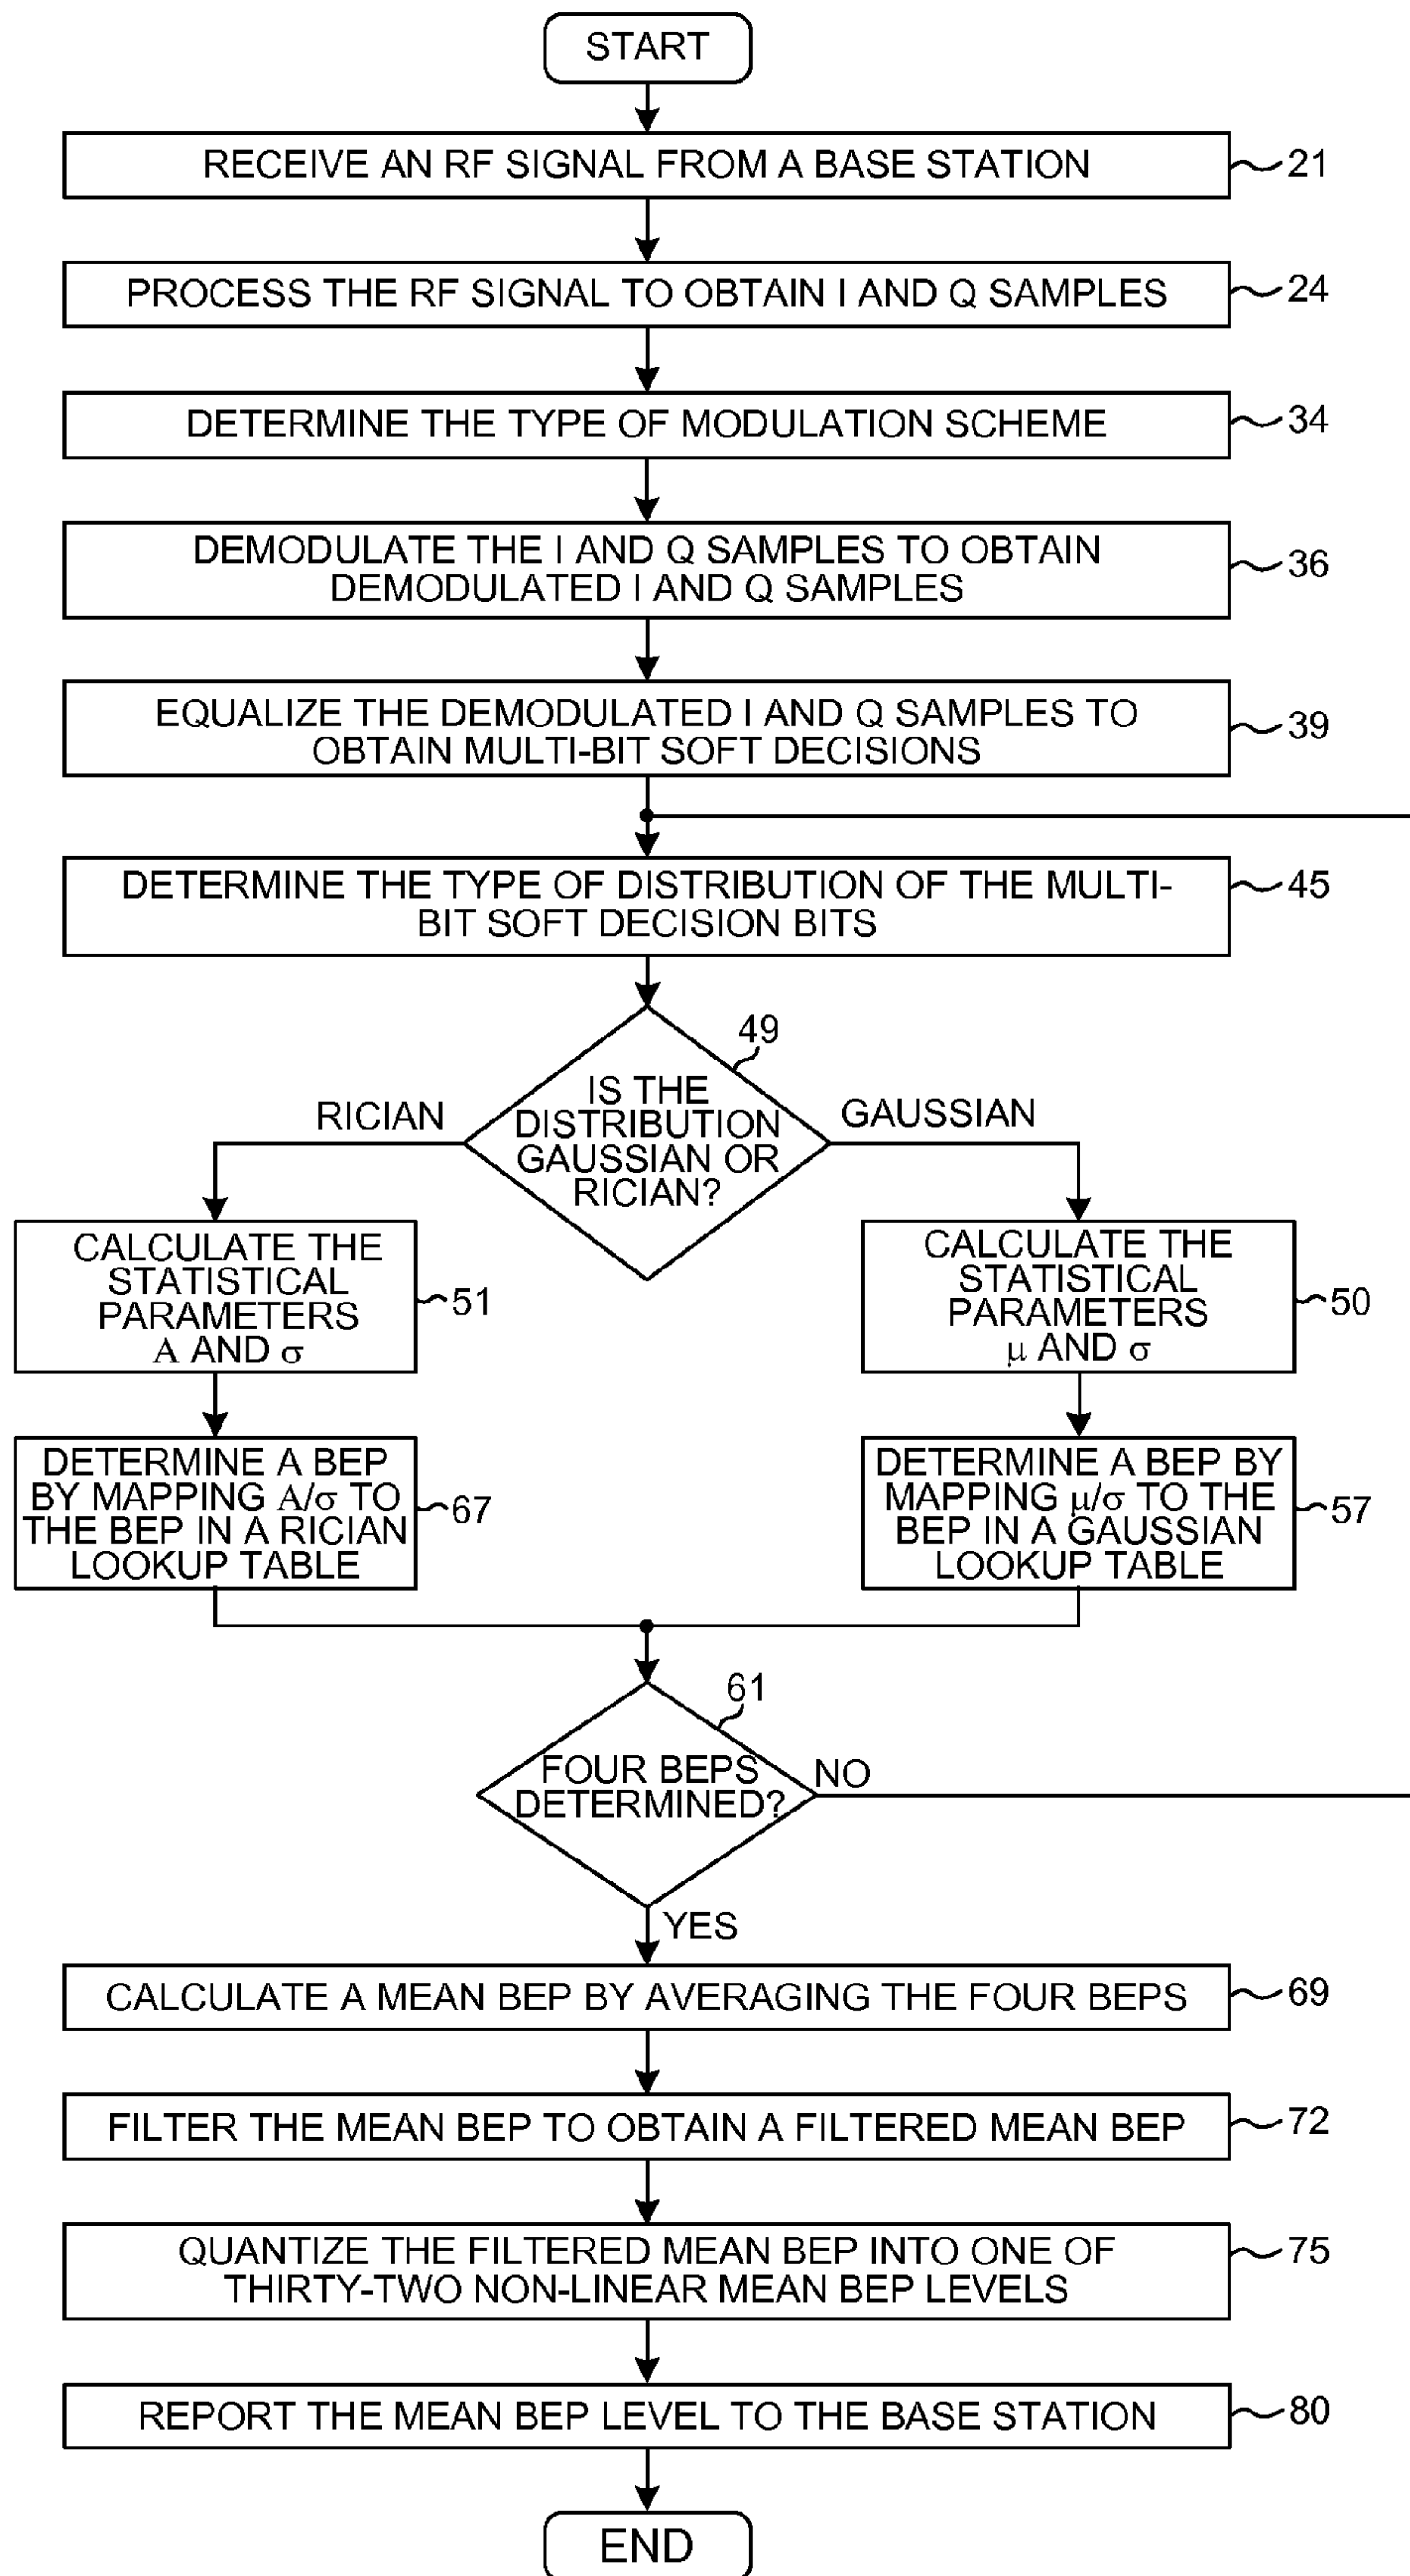 START
RECEIVE AN RF SIGNAL FROM A BASE STATION
21
PROCESS THE RF SIGNAL TO OBTAIN I AND Q SAMPLES
24
DETERMINE THE TYPE OF MODULATION SCHEME
34
DEMODULATE THE I AND Q SAMPLES TO OBTAIN
DEMODULATED I AND Q SAMPLES
36
EQUALIZE THE DEMODULATED I AND Q SAMPLES TO
OBTAIN MULTI-BIT SOFT DECISIONS
39
DETERMINE THE TYPE OF DISTRIBUTION OF THE MULTI-
BIT SOFT DECISION BITS
45
49
IS THE
DISTRIBUTION
GAUSSIAN OR
RICIAN?
RICIAN
GAUSSIAN
CALCULATE THE
STATISTICAL
PARAMETERS
A AND σ
51
CALCULATE THE
STATISTICAL
PARAMETERS
μ AND σ
50
DETERMINE A BEP
BY MAPPING A/σ TO
THE BEP IN A RICIAN
LOOKUP TABLE
67
DETERMINE A BEP BY
MAPPING μ/σ TO THE
BEP IN A GAUSSIAN
LOOKUP TABLE
57
61
FOUR BEPS
DETERMINED?
NO
YES
CALCULATE A MEAN BEP BY AVERAGING THE FOUR BEPS
69
FILTER THE MEAN BEP TO OBTAIN A FILTERED MEAN BEP
72
QUANTIZE THE FILTERED MEAN BEP INTO ONE OF
THIRTY-TWO NON-LINEAR MEAN BEP LEVELS
75
REPORT THE MEAN BEP LEVEL TO THE BASE STATION
80
END